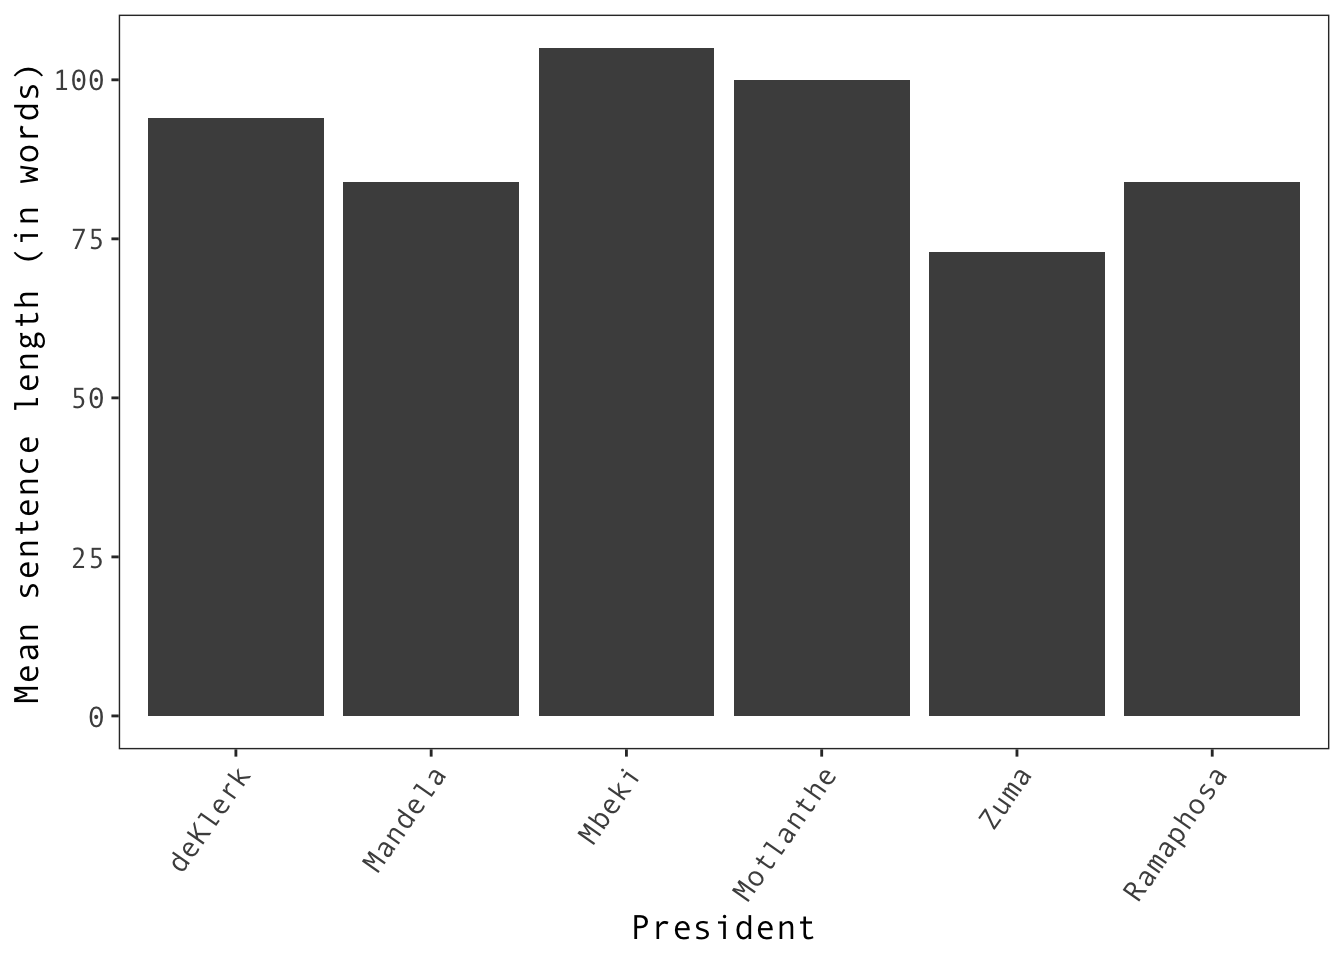 Mean sentence length (in words)
100
75
50
25
0
deKlerk
Mandela
Mbeki
Motlanthe
Zuma
Ramaphosa
President